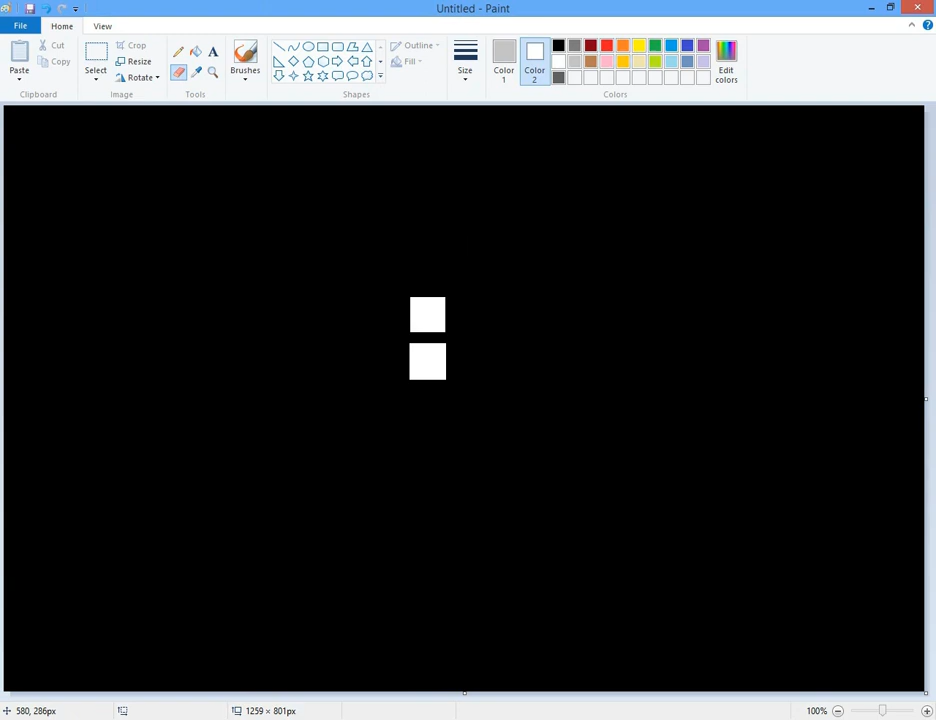 Untitled - Paint
File Home View
Paste
Cut
Copy
Clipboard
Select
Crop
Resize
Rotate
Image
A
Tools
Brushes
Outline
Fill
Shapes
Size
Color 1
Color 2
Edit colors
Colors
580, 286px
1259 × 801px
100%